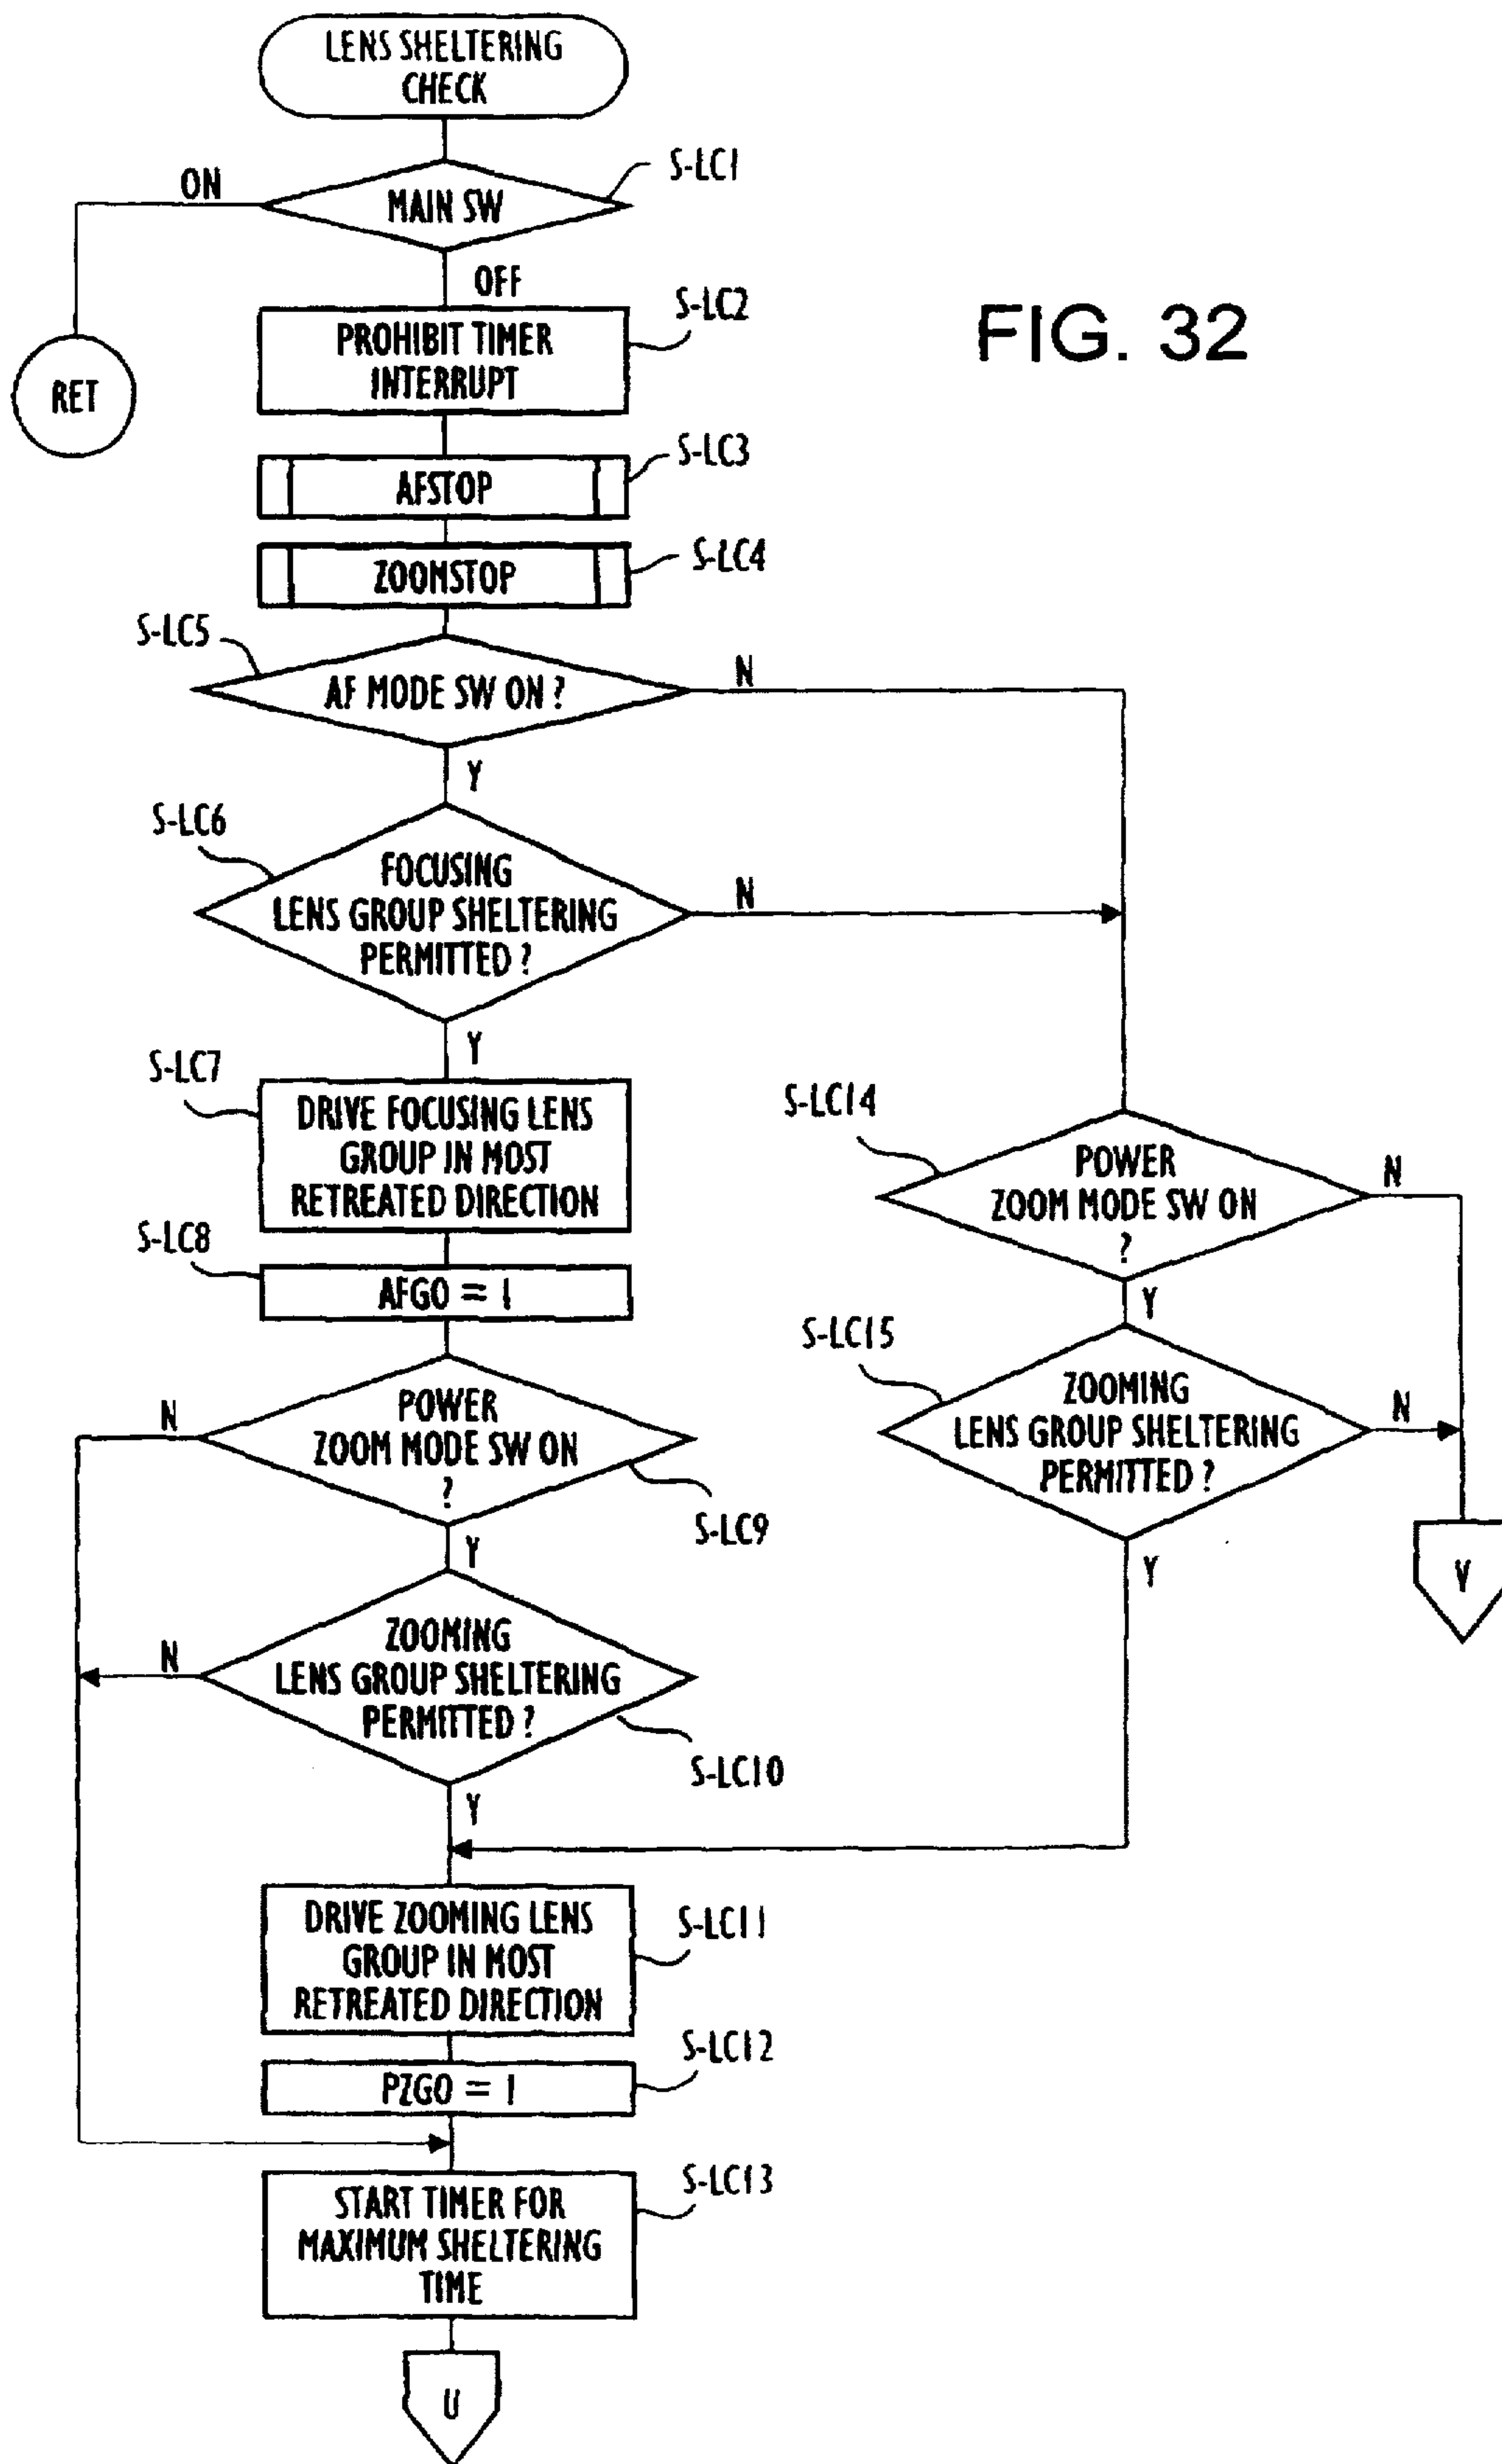 LENS SHELTERING
CHECK
S-LC1
ON
MAIN SW
OFF
S-LC2
FIG. 32
PROHIBIT TIMER
INTERRUPT
RET
S-LC3
AFSTOP
S-LC4
ZOOMSTOP
S-LC5
AF MODE SW ON ?
N
Y
S-LC6
FOCUSING
LENS GROUP SHELTERING
PERMITTED ?
N
Y
S-LC7
DRIVE FOCUSING LENS
GROUP IN MOST
RETREATED DIRECTION
S-LC8
AFGO = 1
S-LC14
POWER
ZOOM MODE SW ON
?
N
Y
S-LC15
ZOOMING
LENS GROUP SHELTERING
PERMITTED ?
N
Y
V
POWER
ZOOM MODE SW ON
?
N
S-LC9
Y
ZOOMING
LENS GROUP SHELTERING
PERMITTED ?
N
S-LC10
Y
DRIVE ZOOMING LENS
GROUP IN MOST
RETREATED DIRECTION
S-LC11
S-LC12
PZGO = 1
S-LC13
START TIMER FOR
MAXIMUM SHELTERING
TIME
U